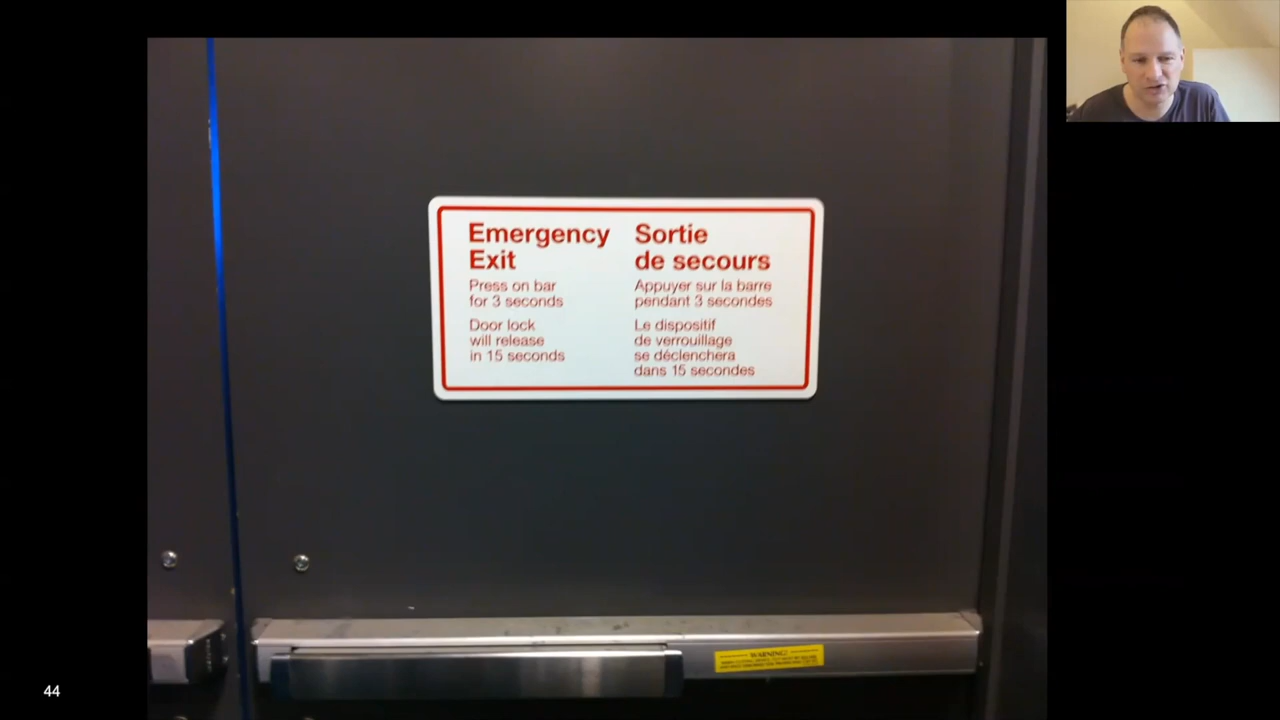 Emergency
Exit
Press on bar
for 3 seconds
Door lock
will release
in 15 seconds
Sortie
de secours
Appuyer sur la barre
pendant 3 secondes
Le dispositif
de verrouillage
se déclenchera
dans 15 secondes
WARNING!
44